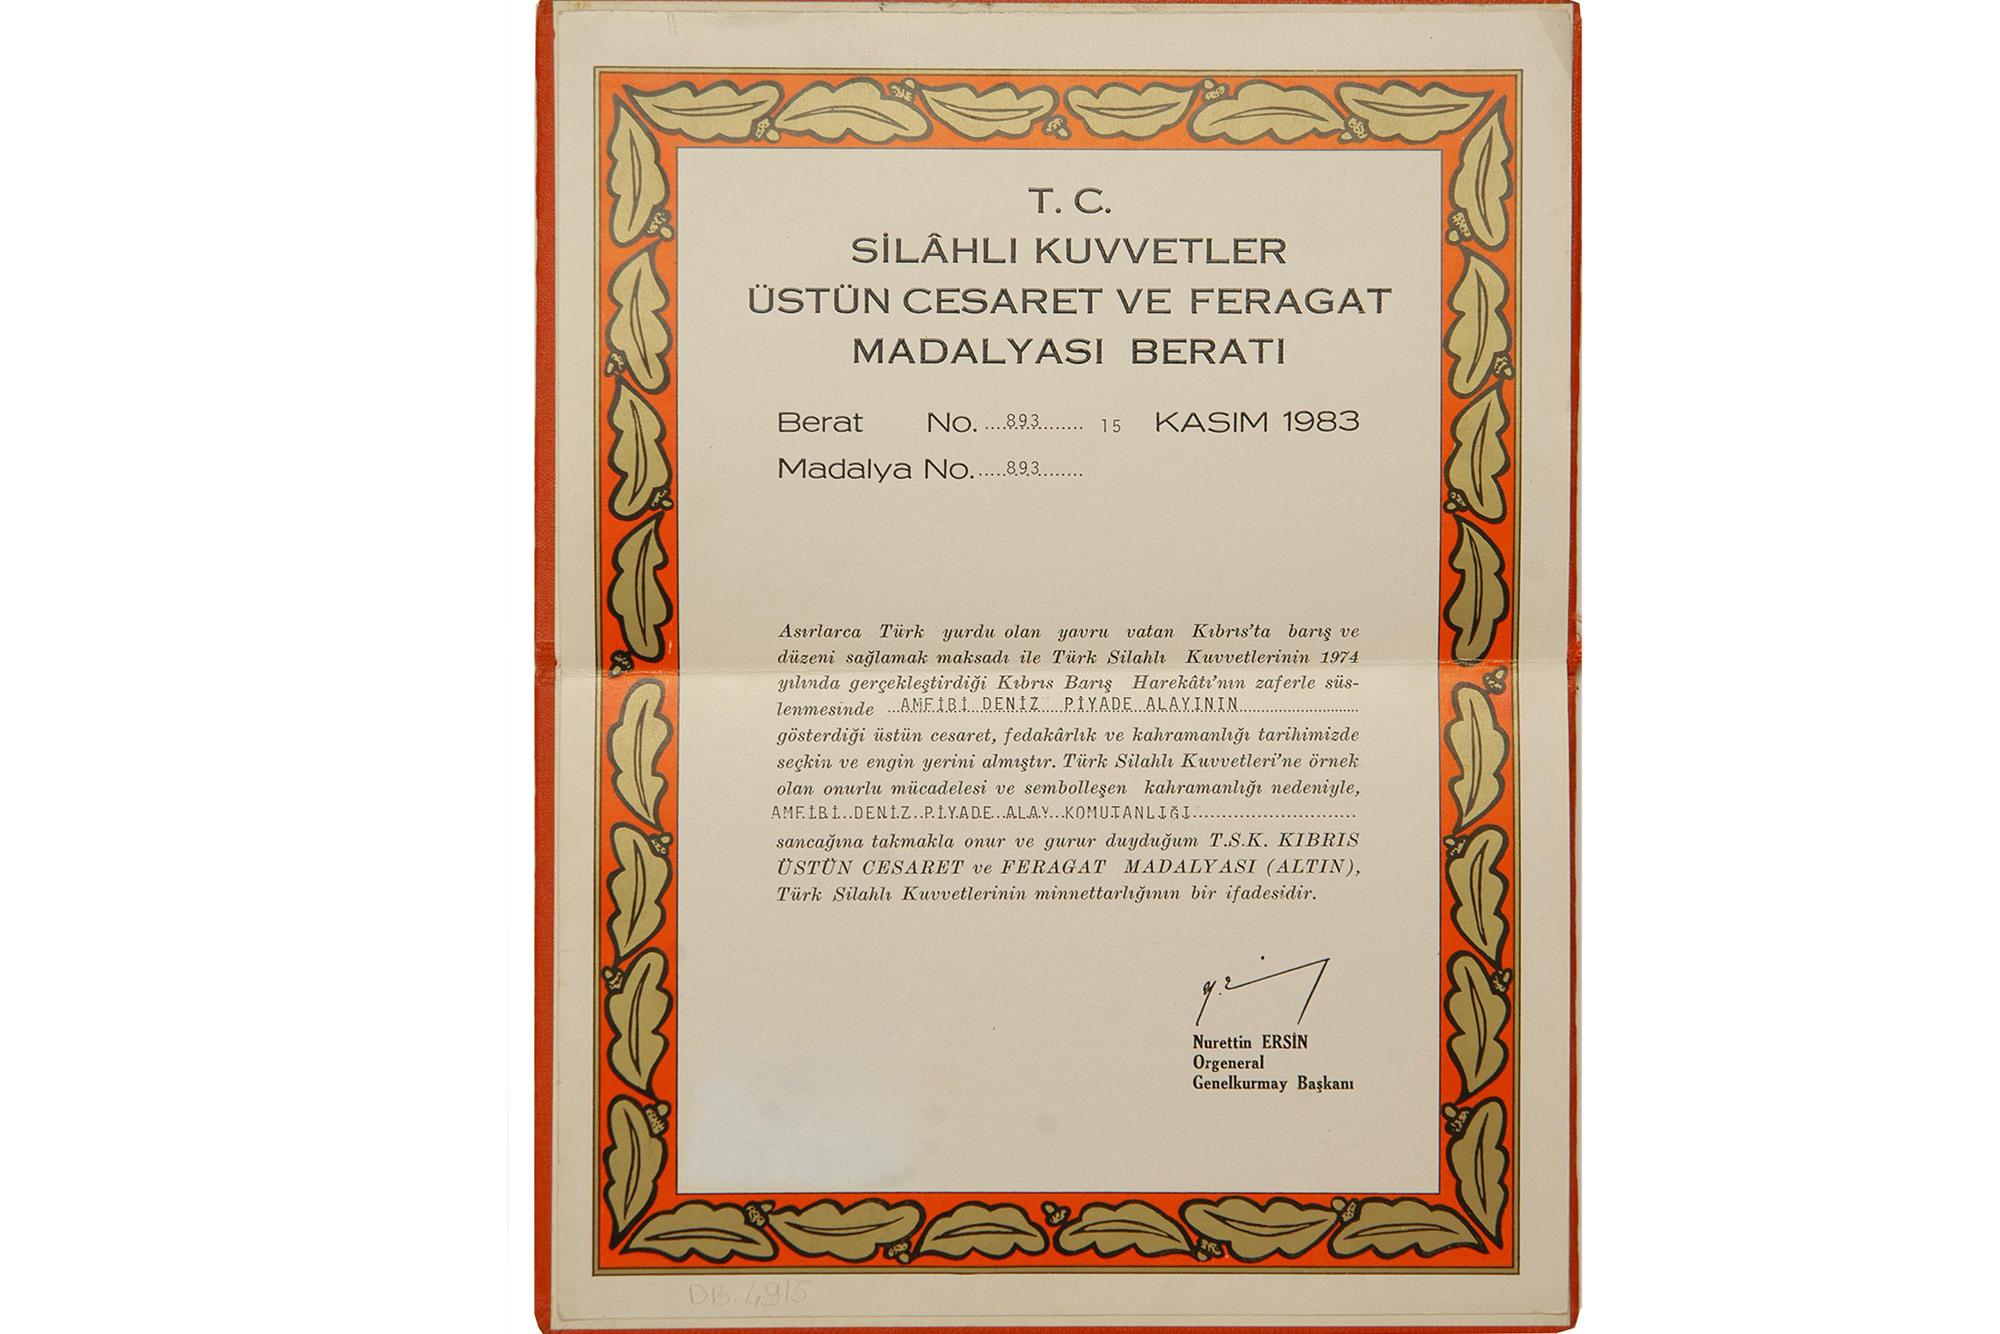 T. C.
SİLÂHLI KUVVETLER
ÜSTÜN CESARET VE FERAGAT
MADALYASI BERATI
Berat No. 893 15 KASIM 1983
Madalya No. 893
Asırlarca Türk yurdu olan yavru vatan Kıbrıs'ta barış ve
düzeni sağlamak maksadı ile Türk Silahlı Kuvvetlerinin 1974
yılında gerçekleştirdiği Kıbrıs Barış Harekâtı'nın zaferle süs-
lenmesinde AMFİBİ DENİZ PİYADE ALAYININ
gösterdiği üstün cesaret, fedakârlık ve kahramanlığı tarihimizde
seçkin ve engin yerini almıştır. Türk Silahlı Kuvvetleri'ne örnek
olan onurlu mücadelesi ve sembolleşen kahramanlığı nedeniyle,
AMFİBİ DENİZ PİYADE ALAY KOMUTANLIĞI
sancağına takmakla onur ve gurur duyduğum T.S.K. KIBRIS
ÜSTÜN CESARET ve FERAGAT MADALYASI (ALTIN),
Türk Silahlı Kuvvetlerinin minnettarlığının bir ifadesidir.
Nurettin ERSİN
Orgeneral
Genelkurmay Başkanı
DB. 4915